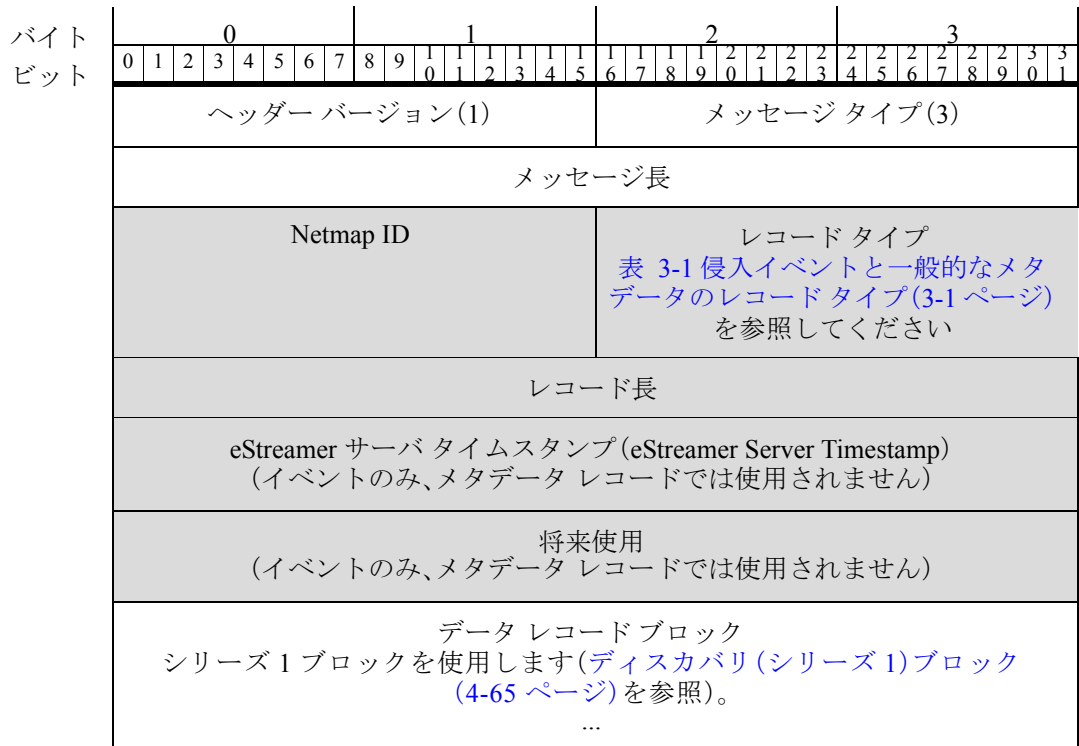 バイト 0 1 2 3
ビット 0 1 2 3 4 5 6 7 8 9 10 11 12 13 14 15 16 17 18 19 20 21 22 23 24 25 26 27 28 29 30 31
ヘッダー バージョン(1) メッセージ タイプ(3)
メッセージ長
Netmap ID レコード タイプ
表 3-1 侵入イベントと一般的なメタ
データのレコード タイプ(3-1 ページ)
を参照してください
レコード長
eStreamer サーバ タイムスタンプ(eStreamer Server Timestamp)
(イベントのみ、メタデータ レコードでは使用されません)
将来使用
(イベントのみ、メタデータ レコードでは使用されません)
データ レコード ブロック
シリーズ 1 ブロックを使用します(ディスカバリ(シリーズ 1)ブロック
(4-65 ページ)を参照)。
...